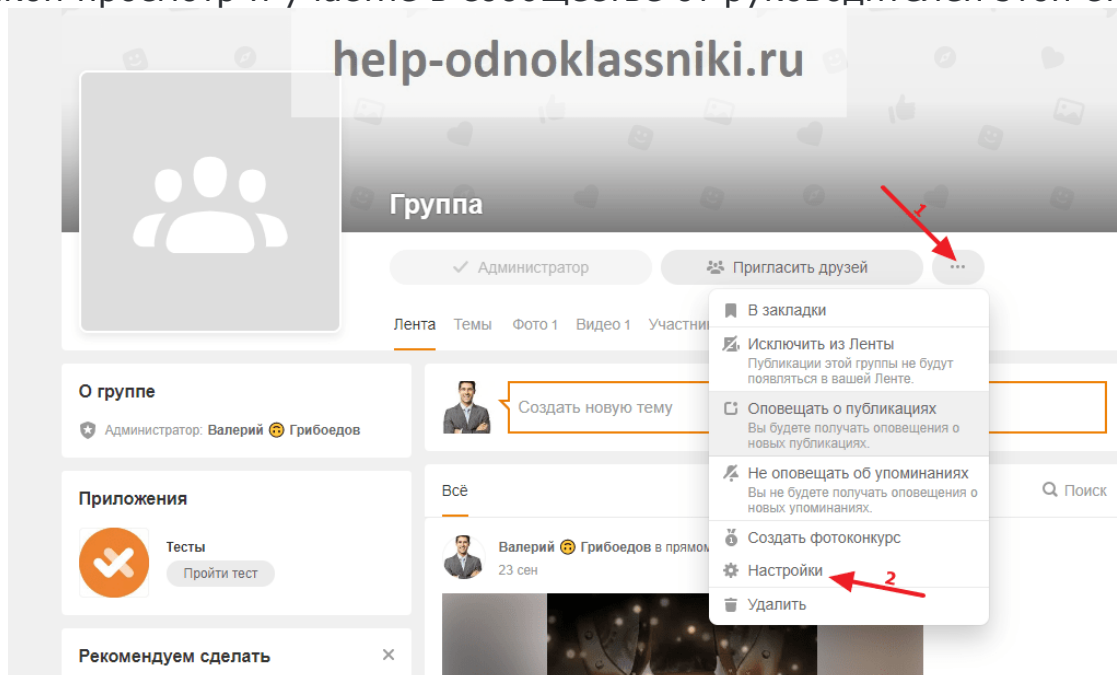 help-odnoklassniki.ru
Группа
1
Администратор
Пригласить друзей
Лента Темы Фото 1 Видео 1
В закладки
Исключить из Ленты
Публикации этой группы не будут
появляться в вашей Ленте.
Оповещать о публикациях
Вы будете получать оповещения о
новых публикациях.
Не оповещать об упоминаниях
Вы не будете получать оповещения о
новых упоминаниях.
Создать фотоконкурс
Настройки
2
Удалить
О группе
Администратор: Валерий 🙃 Грибоедов
Создать новую тему
Приложения
Тесты
Пройти тест
Всё
Поиск
Валерий 🙃 Грибоедов в
23 сен
Рекомендуем сделать